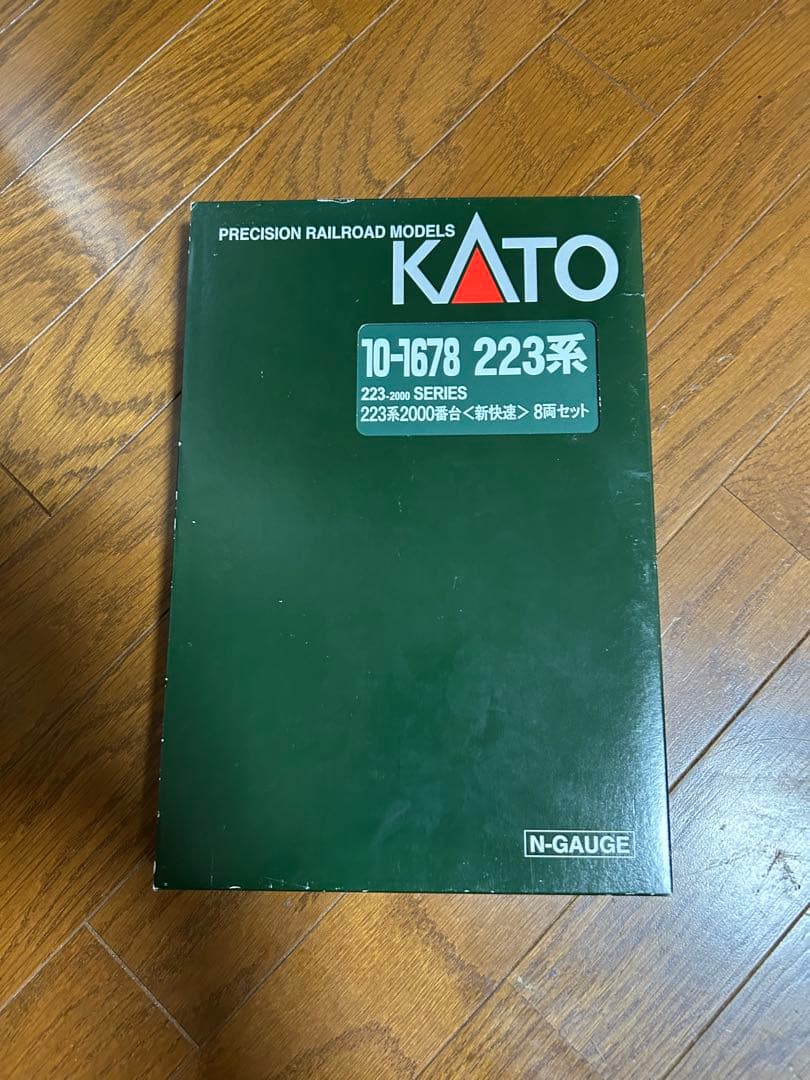 PRECISION RAILROAD MODELS
KATO
10-1678 223系
223-2000 SERIES
223系2000番台<新快速> 8両セット
N-GAUGE